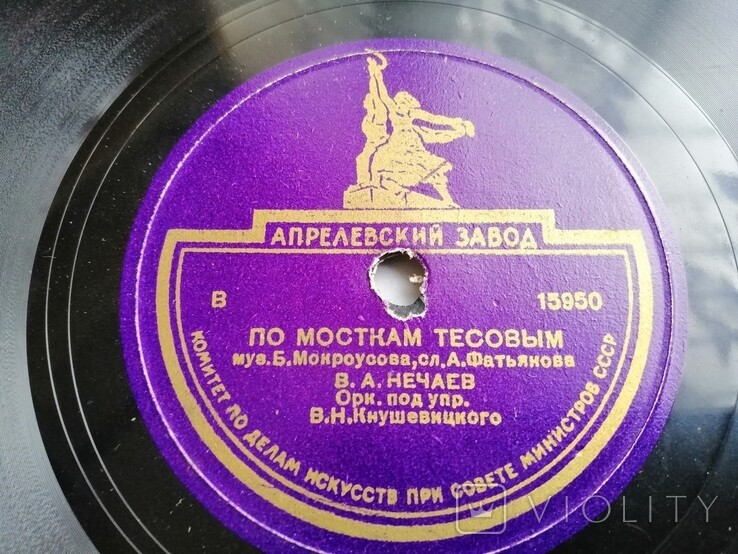 АПРЕЛЕВСКИЙ ЗАВОД
В 15950
ПО МОСТКАМ ТЕСОВЫМ
муз.Б.Мокроусова,сл.А.Фатьянова
В.А.НЕЧАЕВ
Орк. под упр.
В.Н.Кнушевицкого
КОМИТЕТ ПО ДЕЛАМ ИСКУССТВ ПРИ СОВЕТЕ МИНИСТРОВ СССР
VIOLITY